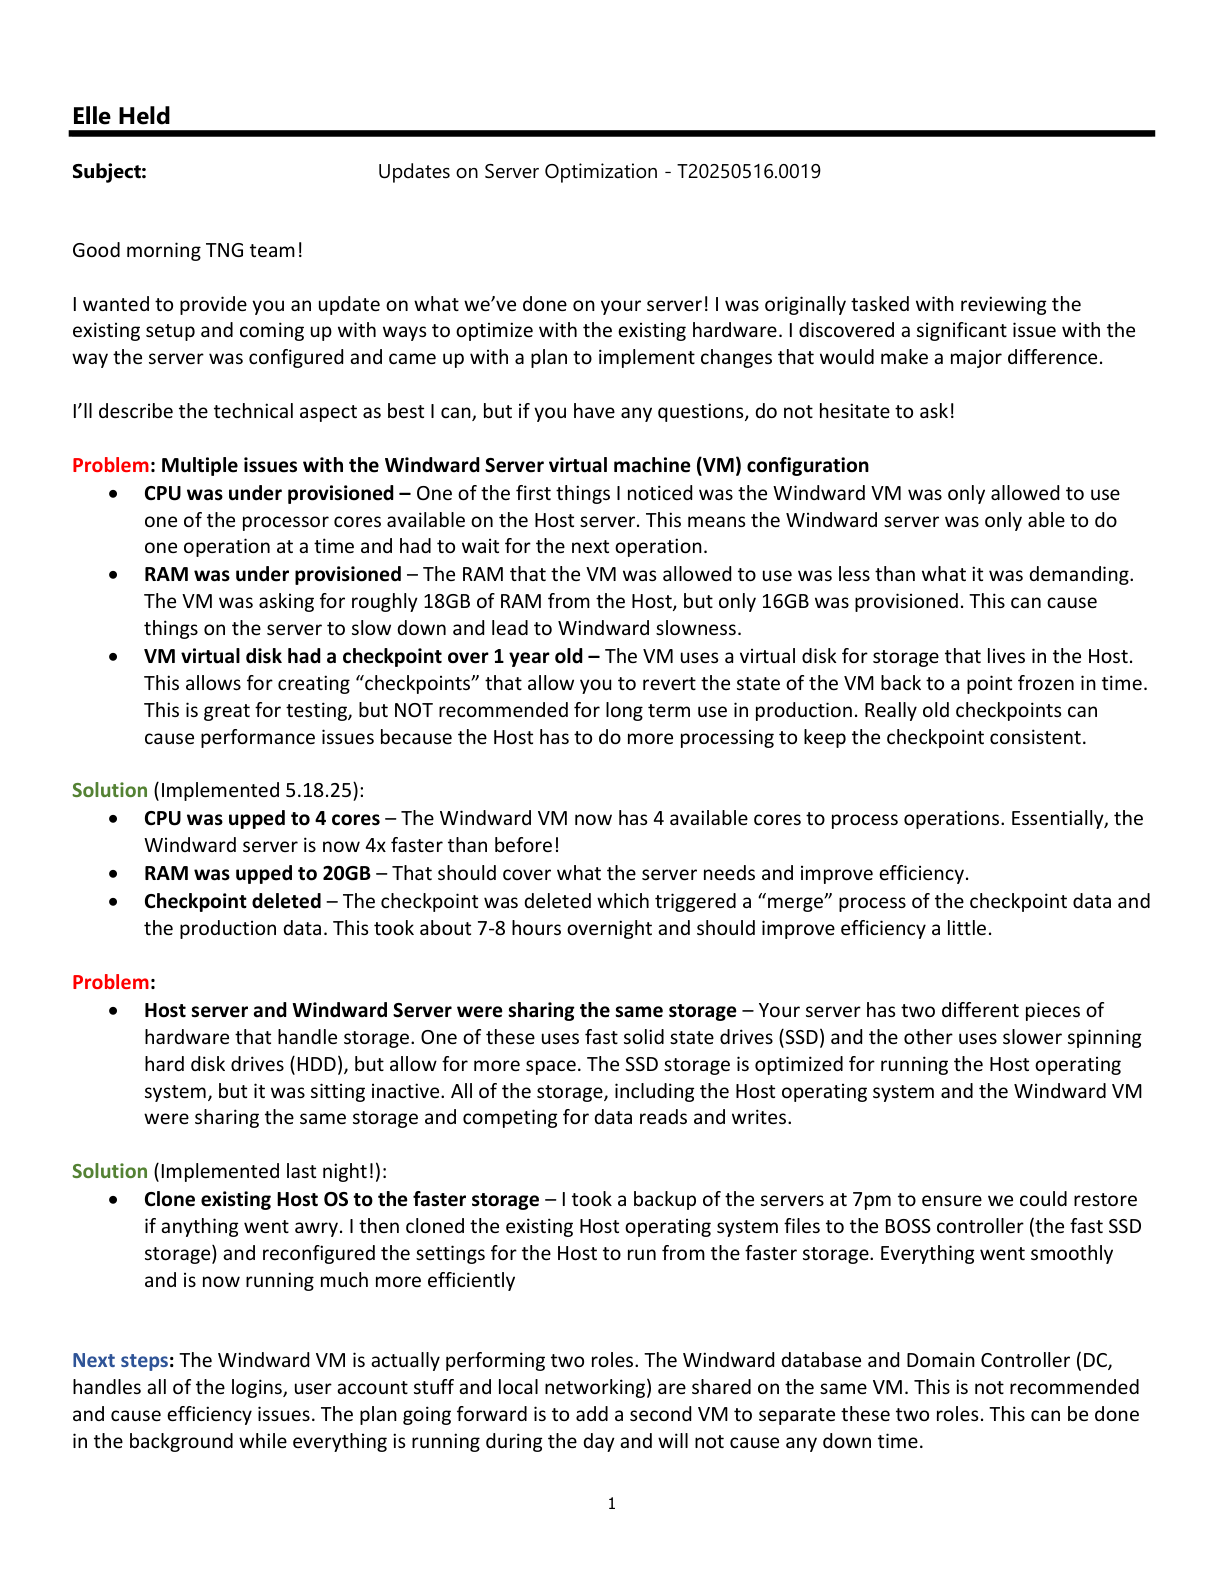 Elle Held
Subject: Updates on Server Optimization - T20250516.0019
Good morning TNG team!
I wanted to provide you an update on what we’ve done on your server! I was originally tasked with reviewing the
existing setup and coming up with ways to optimize with the existing hardware. I discovered a significant issue with the
way the server was configured and came up with a plan to implement changes that would make a major difference.
I’ll describe the technical aspect as best I can, but if you have any questions, do not hesitate to ask!
Problem: Multiple issues with the Windward Server virtual machine (VM) configuration
• CPU was under provisioned – One of the first things I noticed was the Windward VM was only allowed to use
one of the processor cores available on the Host server. This means the Windward server was only able to do
one operation at a time and had to wait for the next operation.
• RAM was under provisioned – The RAM that the VM was allowed to use was less than what it was demanding.
The VM was asking for roughly 18GB of RAM from the Host, but only 16GB was provisioned. This can cause
things on the server to slow down and lead to Windward slowness.
• VM virtual disk had a checkpoint over 1 year old – The VM uses a virtual disk for storage that lives in the Host.
This allows for creating “checkpoints” that allow you to revert the state of the VM back to a point frozen in time.
This is great for testing, but NOT recommended for long term use in production. Really old checkpoints can
cause performance issues because the Host has to do more processing to keep the checkpoint consistent.
Solution (Implemented 5.18.25):
• CPU was upped to 4 cores – The Windward VM now has 4 available cores to process operations. Essentially, the
Windward server is now 4x faster than before!
• RAM was upped to 20GB – That should cover what the server needs and improve efficiency.
• Checkpoint deleted – The checkpoint was deleted which triggered a “merge” process of the checkpoint data and
the production data. This took about 7-8 hours overnight and should improve efficiency a little.
Problem:
• Host server and Windward Server were sharing the same storage – Your server has two different pieces of
hardware that handle storage. One of these uses fast solid state drives (SSD) and the other uses slower spinning
hard disk drives (HDD), but allow for more space. The SSD storage is optimized for running the Host operating
system, but it was sitting inactive. All of the storage, including the Host operating system and the Windward VM
were sharing the same storage and competing for data reads and writes.
Solution (Implemented last night!):
• Clone existing Host OS to the faster storage – I took a backup of the servers at 7pm to ensure we could restore
if anything went awry. I then cloned the existing Host operating system files to the BOSS controller (the fast SSD
storage) and reconfigured the settings for the Host to run from the faster storage. Everything went smoothly
and is now running much more efficiently
Next steps: The Windward VM is actually performing two roles. The Windward database and Domain Controller (DC,
handles all of the logins, user account stuff and local networking) are shared on the same VM. This is not recommended
and cause efficiency issues. The plan going forward is to add a second VM to separate these two roles. This can be done
in the background while everything is running during the day and will not cause any down time.
1